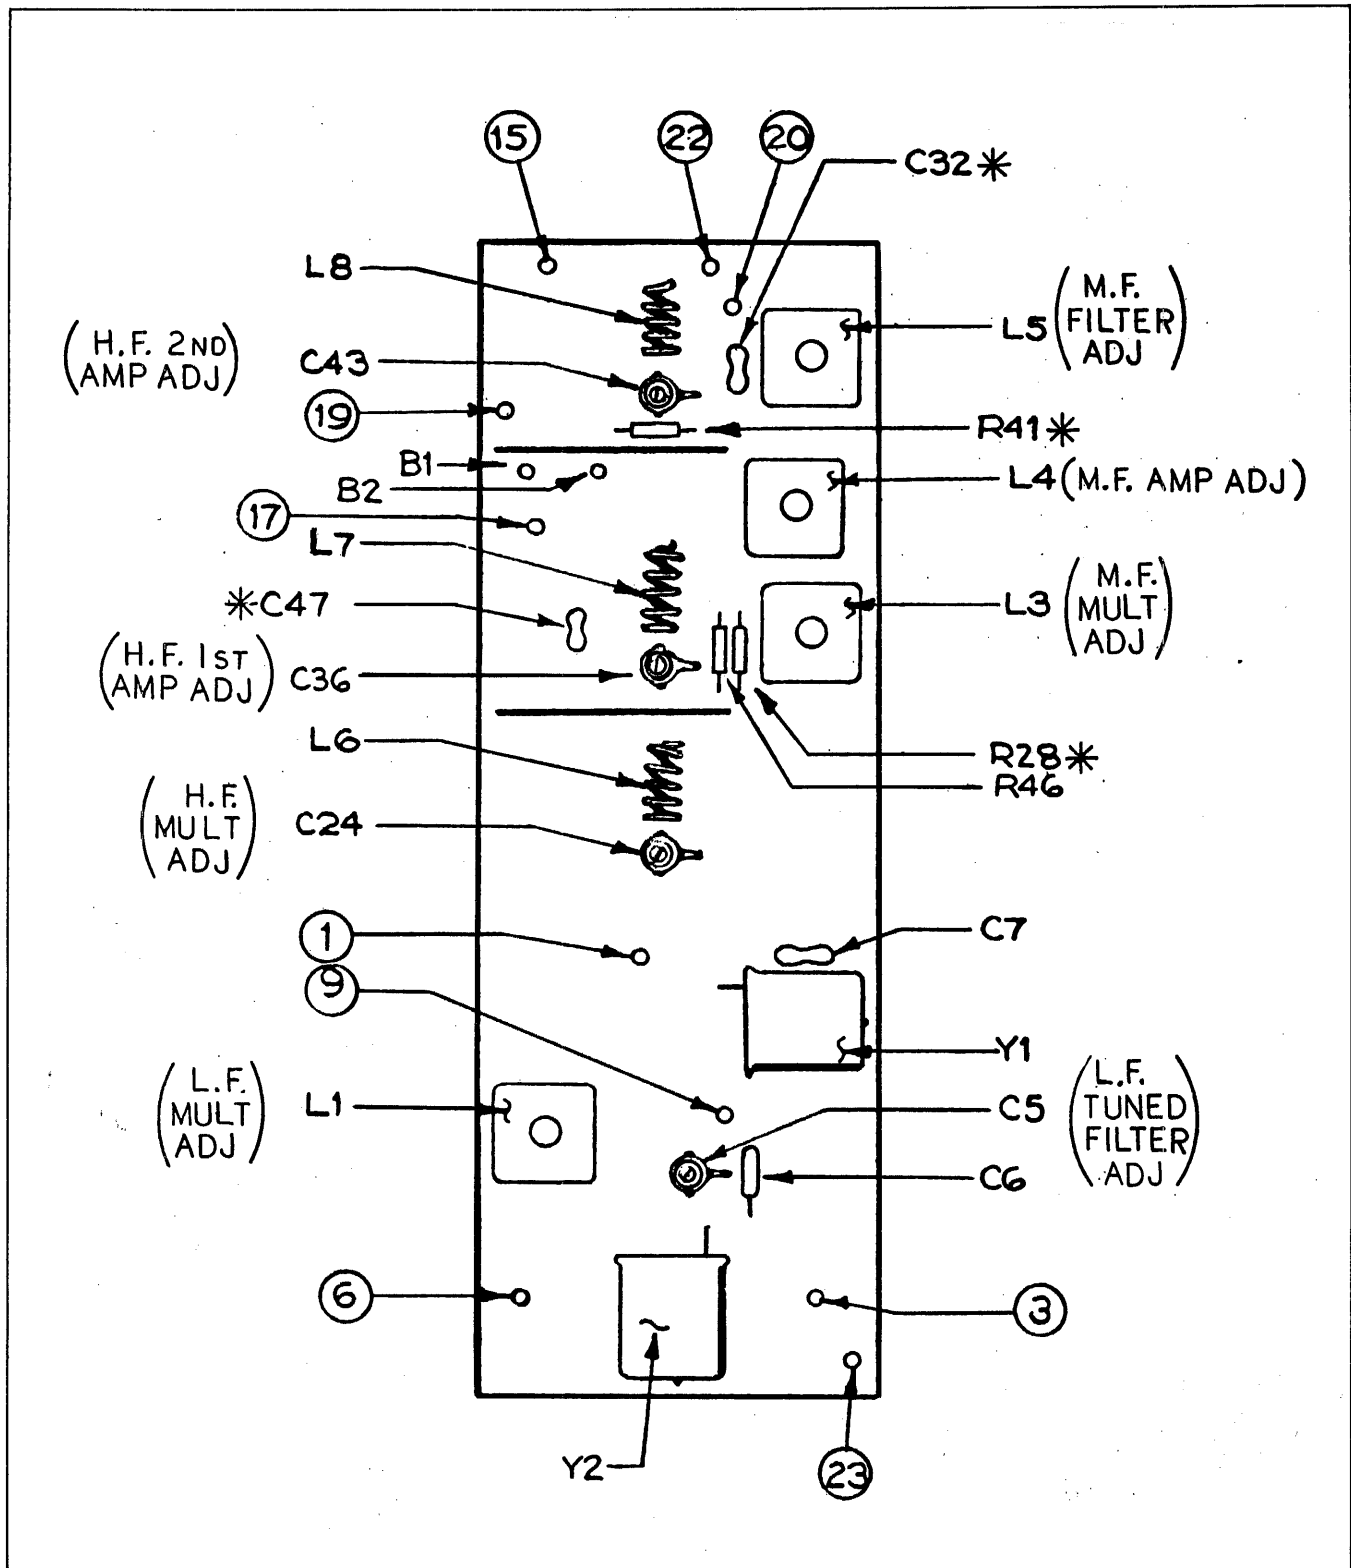 15
22
20
C32*
L8
(M.F.
FILTER
ADJ)
L5
(H.F. 2ND
AMP ADJ)
C43
19
R41*
B1
B2
L4 (M.F. AMP ADJ)
17
L7
*C47
L3
(M.F.
MULT
ADJ)
(H.F. 1ST
AMP ADJ)
C36
L6
R28*
R46
(H.F.
MULT
ADJ)
C24
1
C7
9
Y1
(L.F.
MULT
ADJ)
L1
C5
(L.F.
TUNED
FILTER
ADJ)
C6
6
3
Y2
23